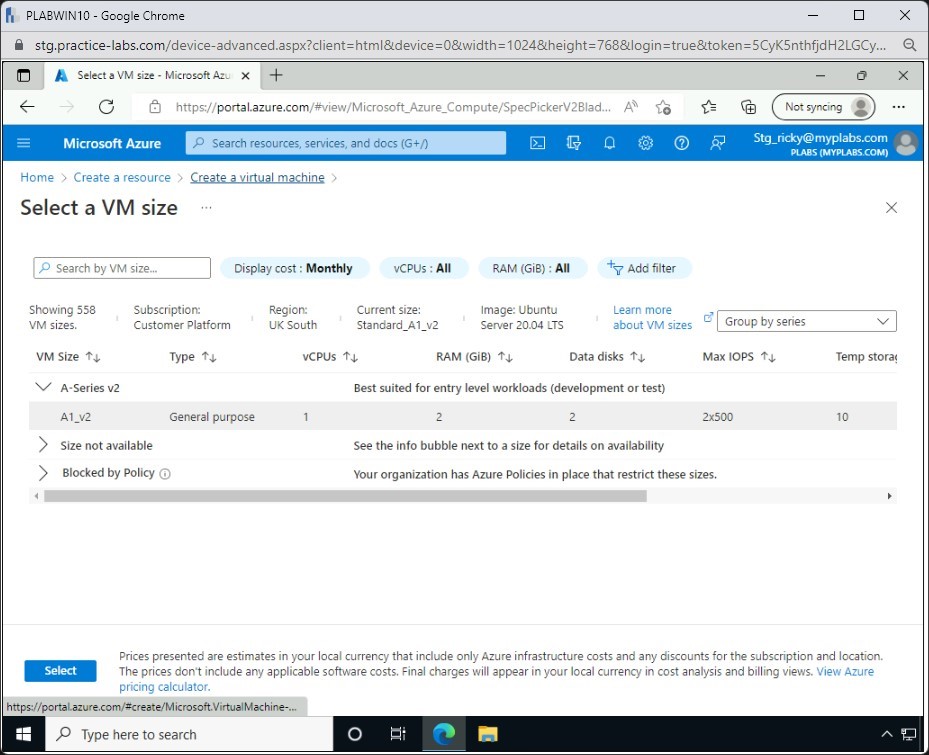 PLABWIN10 - Google Chrome
stg.practice-labs.com/device-advanced.aspx?client=html&device=0&width=1024&height=768&login=true&token=5CyK5nthfjdH2LGCy...
Select a VM size - Microsoft Azu
https://portal.azure.com/#view/Microsoft_Azure_Compute/SpecPickerV2Blad...
Not syncing
Microsoft Azure
Search resources, services, and docs (G+/)
Stg_ricky@myplabs.com
PLABS (MYPLABS.COM)
Home > Create a resource > Create a virtual machine >
Select a VM size ...
Search by VM size...
Display cost : Monthly
vCPUs : All
RAM (GiB) : All
Add filter
Showing 558 VM sizes.
Subscription: Customer Platform
Region: UK South
Current size: Standard_A1_v2
Image: Ubuntu Server 20.04 LTS
Learn more about VM sizes
Group by series
VM Size Type vCPUs RAM (GiB) Data disks Max IOPS Temp storag
A-Series v2 Best suited for entry level workloads (development or test)
A1_v2 General purpose 1 2 2 2x500 10
Size not available See the info bubble next to a size for details on availability
Blocked by Policy Your organization has Azure Policies in place that restrict these sizes.
Select
Prices presented are estimates in your local currency that include only Azure infrastructure costs and any discounts for the subscription and location.
The prices don't include any applicable software costs. Final charges will appear in your local currency in cost analysis and billing views. View Azure
pricing calculator.
https://portal.azure.com/#create/Microsoft.VirtualMachine-...
Type here to search